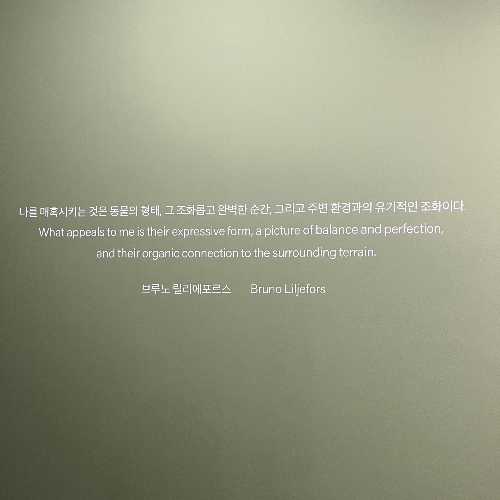 나를 매혹시키는 것은 동물의 형태, 그 조화롭고 완벽한 순간, 그리고 주변 환경과의 유기적인 조화이다.
What appeals to me is their expressive form, a picture of balance and perfection,
and their organic connection to the surrounding terrain.
브루노 릴리에포르스 Bruno Liljefors